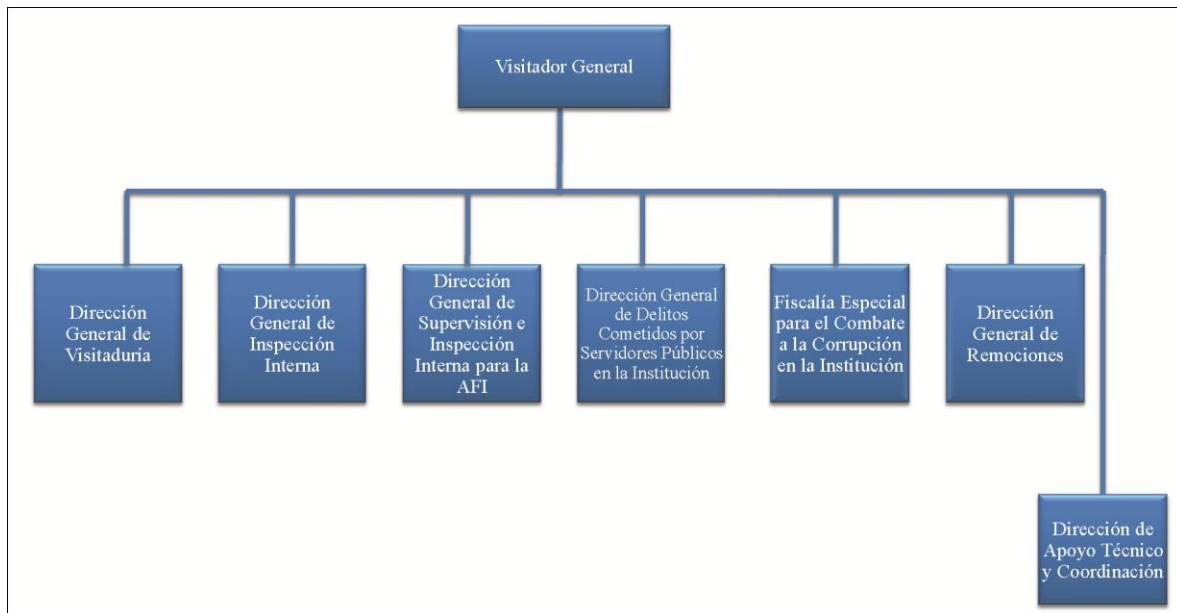 Visitador General
Dirección
General de
Visitaduría
Dirección
General de
Inspección
Interna
Dirección
General de
Supervisión e
Inspección
Interna para la
AFI
Dirección General
de Delitos
Cometidos por
Servidores Públicos
en la Institución
Fiscalía Especial
para el Combate
a la Corrupción
en la Institución
Dirección
General de
Remociones
Dirección de
Apoyo Técnico
y Coordinación